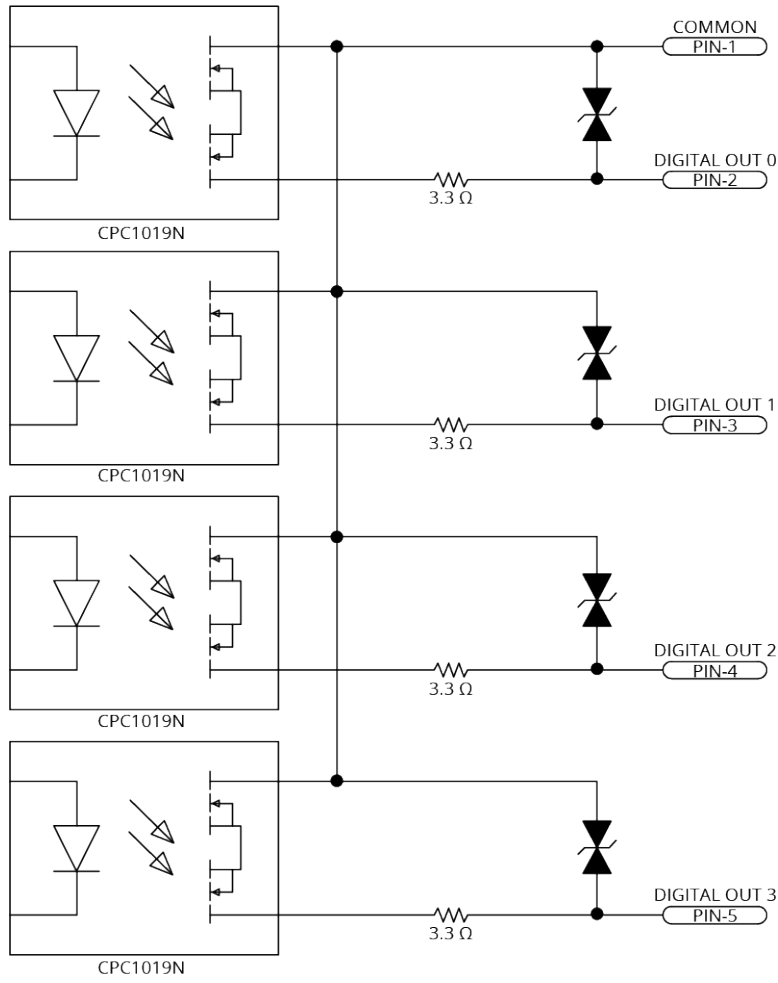 COMMON
PIN-1
DIGITAL OUT 0
PIN-2
3.3 Ω
CPC1019N
DIGITAL OUT 1
PIN-3
3.3 Ω
CPC1019N
DIGITAL OUT 2
PIN-4
3.3 Ω
CPC1019N
DIGITAL OUT 3
PIN-5
3.3 Ω
CPC1019N